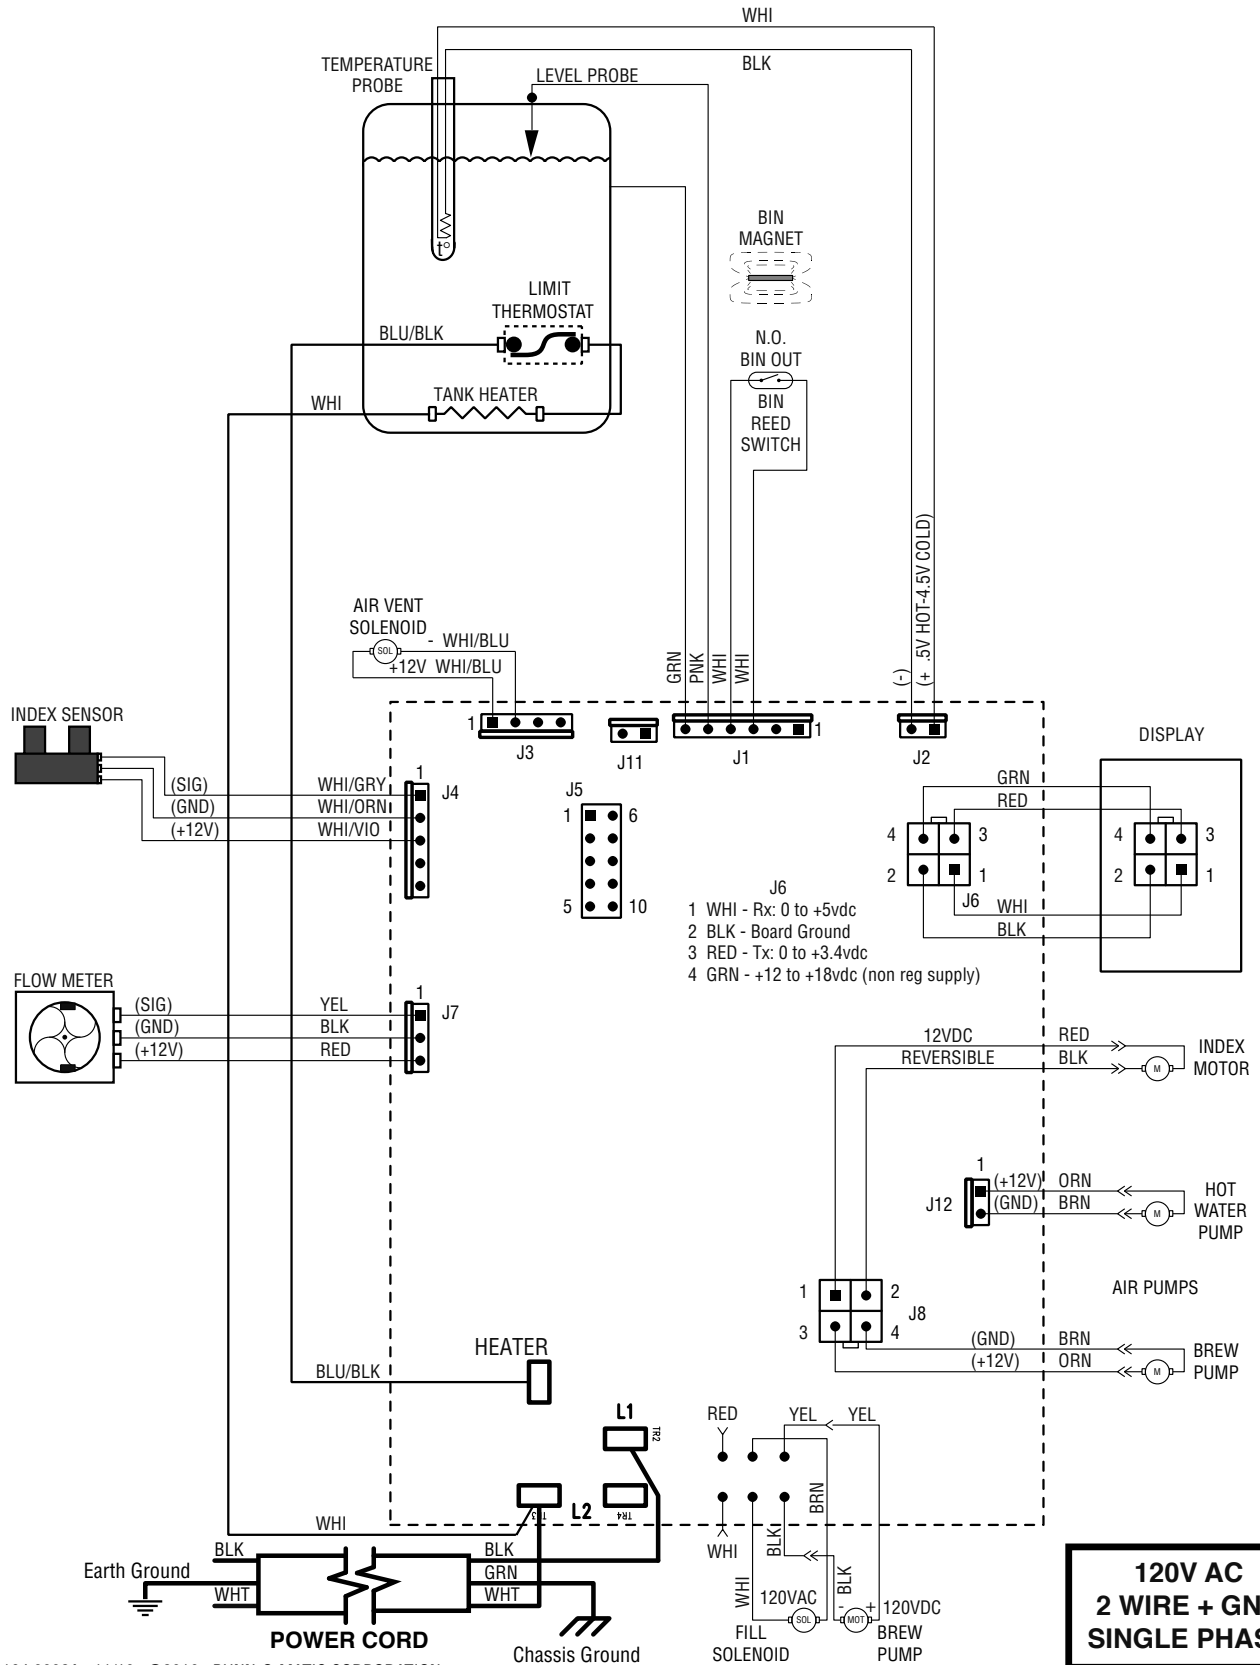 WHI
BLK
TEMPERATURE
PROBE
LEVEL PROBE
t°
BIN
MAGNET
LIMIT
THERMOSTAT
BLU/BLK
N.O.
BIN OUT
BIN
REED
SWITCH
WHI
TANK HEATER
AIR VENT
SOLENOID
SOL
- WHI/BLU
+12V WHI/BLU
GRN
PNK
WHI
WHI
(-)
(+ .5V HOT-4.5V COLD)
INDEX SENSOR
1
J3
J11
J1
1
J2
DISPLAY
(SIG) WHI/GRY
(GND) WHI/ORN
(+12V) WHI/VIO
1
J4
J5
1 6
5 10
GRN
RED
4 3
2 1
J6
WHI
BLK
4 3
2 1
J6
1 WHI - Rx: 0 to +5vdc
2 BLK - Board Ground
3 RED - Tx: 0 to +3.4vdc
4 GRN - +12 to +18vdc (non reg supply)
FLOW METER
(SIG) YEL
(GND) BLK
(+12V) RED
1
J7
12VDC RED
REVERSIBLE BLK
M
INDEX
MOTOR
1
J12
(+12V) ORN
(GND) BRN
M
HOT
WATER
PUMP
AIR PUMPS
1 2
3 4
J8
(GND) BRN
(+12V) ORN
M
BREW
PUMP
HEATER
BLU/BLK
L1
TR2
L2
TR4
RED
YEL YEL
BRN
WHI
BLK
WHI
BLK
120VAC
SOL
FILL
SOLENOID
- +
MOT
120VDC
BREW
PUMP
WHI
BLK
WHT
Earth Ground
BLK
GRN
WHT
POWER CORD
Chassis Ground
120V AC
2 WIRE + GN
SINGLE PHAS